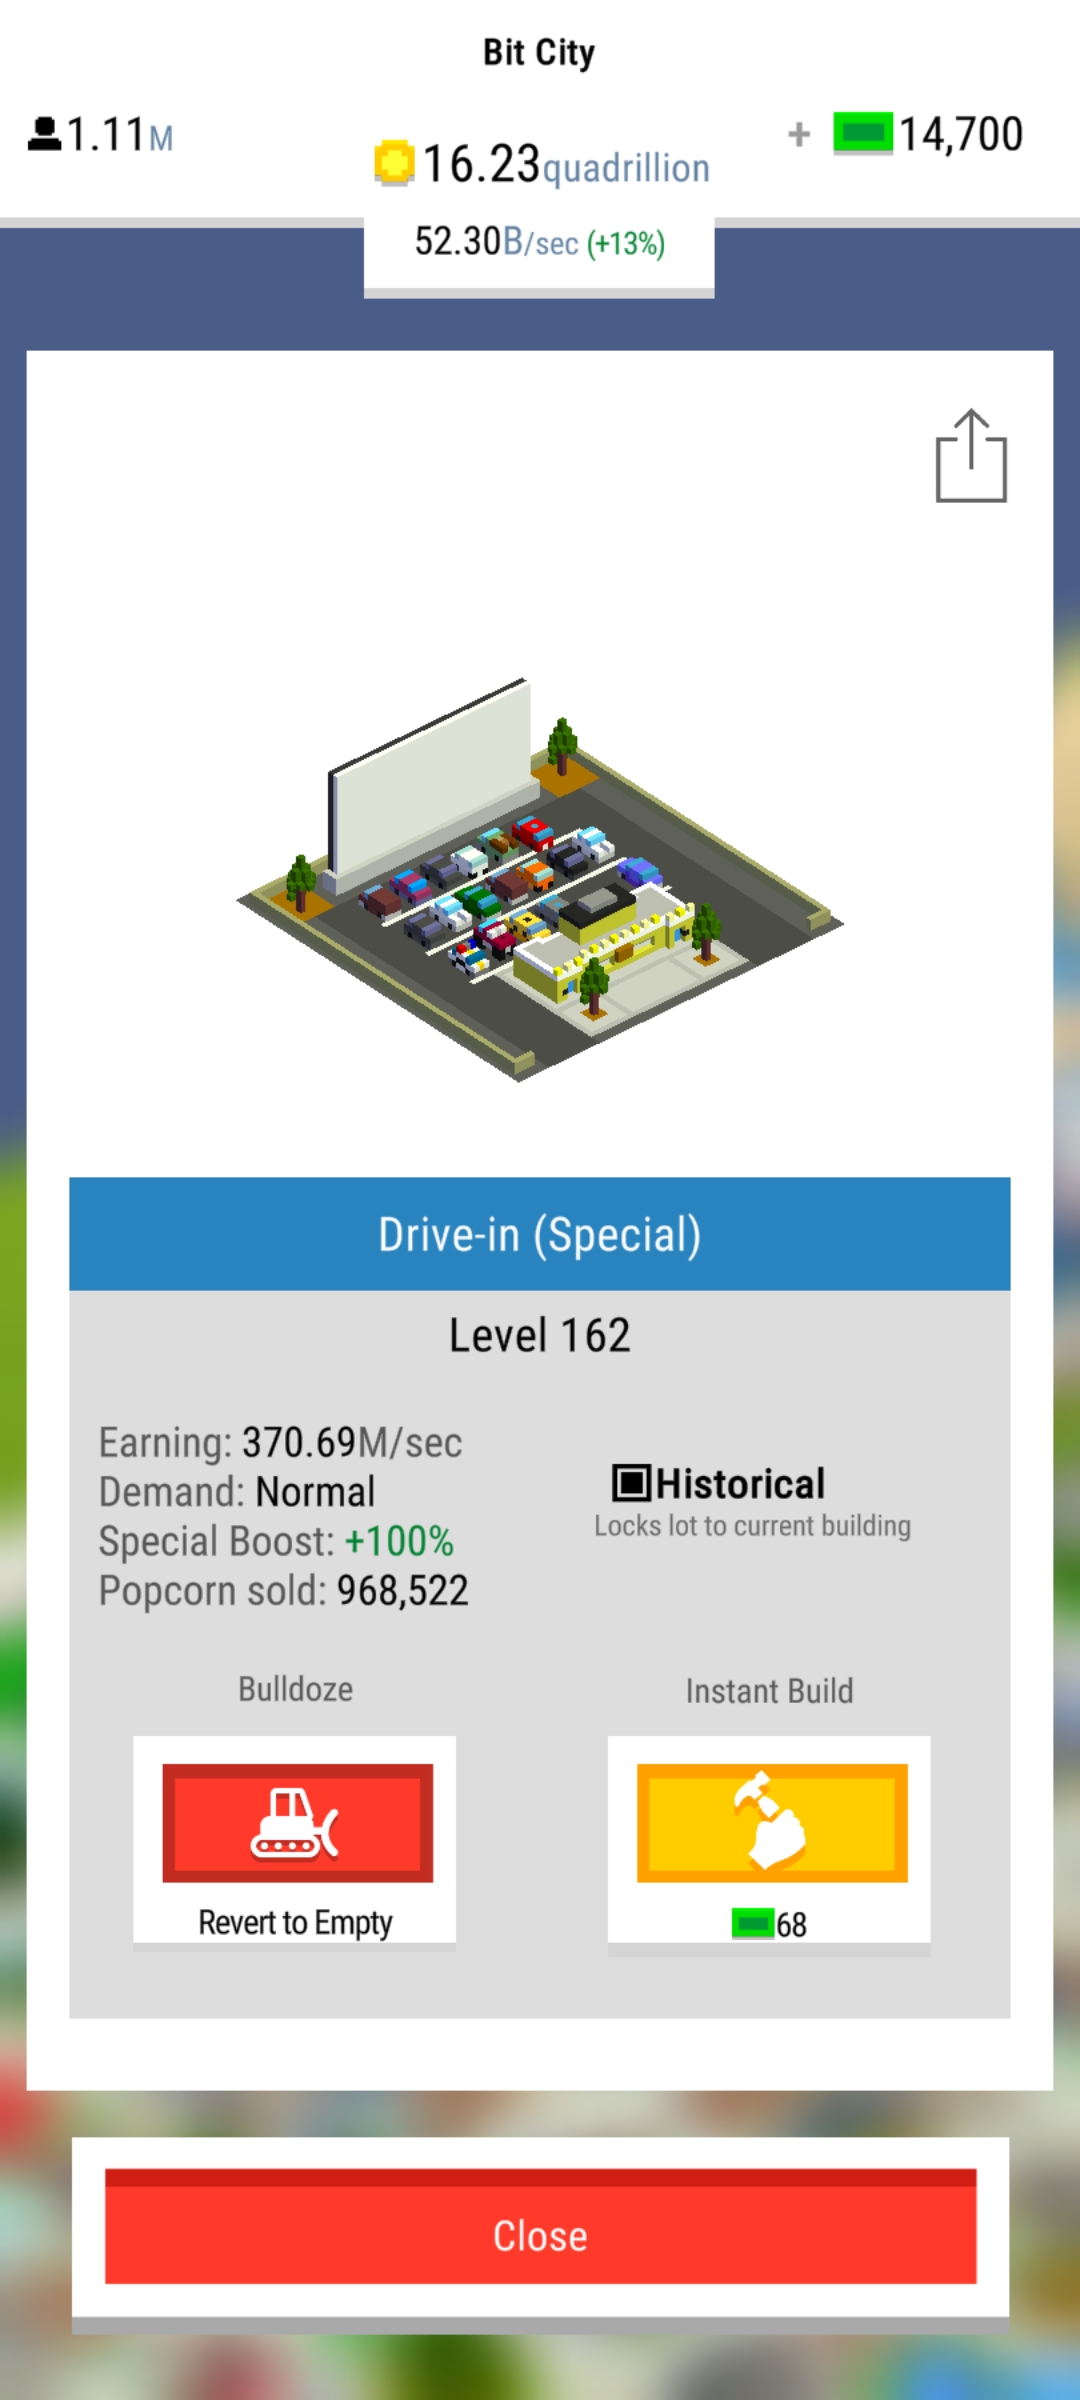 Bit City
1.11M
16.23quadrillion
+ 14,700
52.30B/sec (+13%)
Drive-in (Special)
Level 162
Earning: 370.69M/sec
Demand: Normal
Special Boost: +100%
Popcorn sold: 968,522
Historical
Locks lot to current building
Bulldoze
Instant Build
Revert to Empty
68
Close